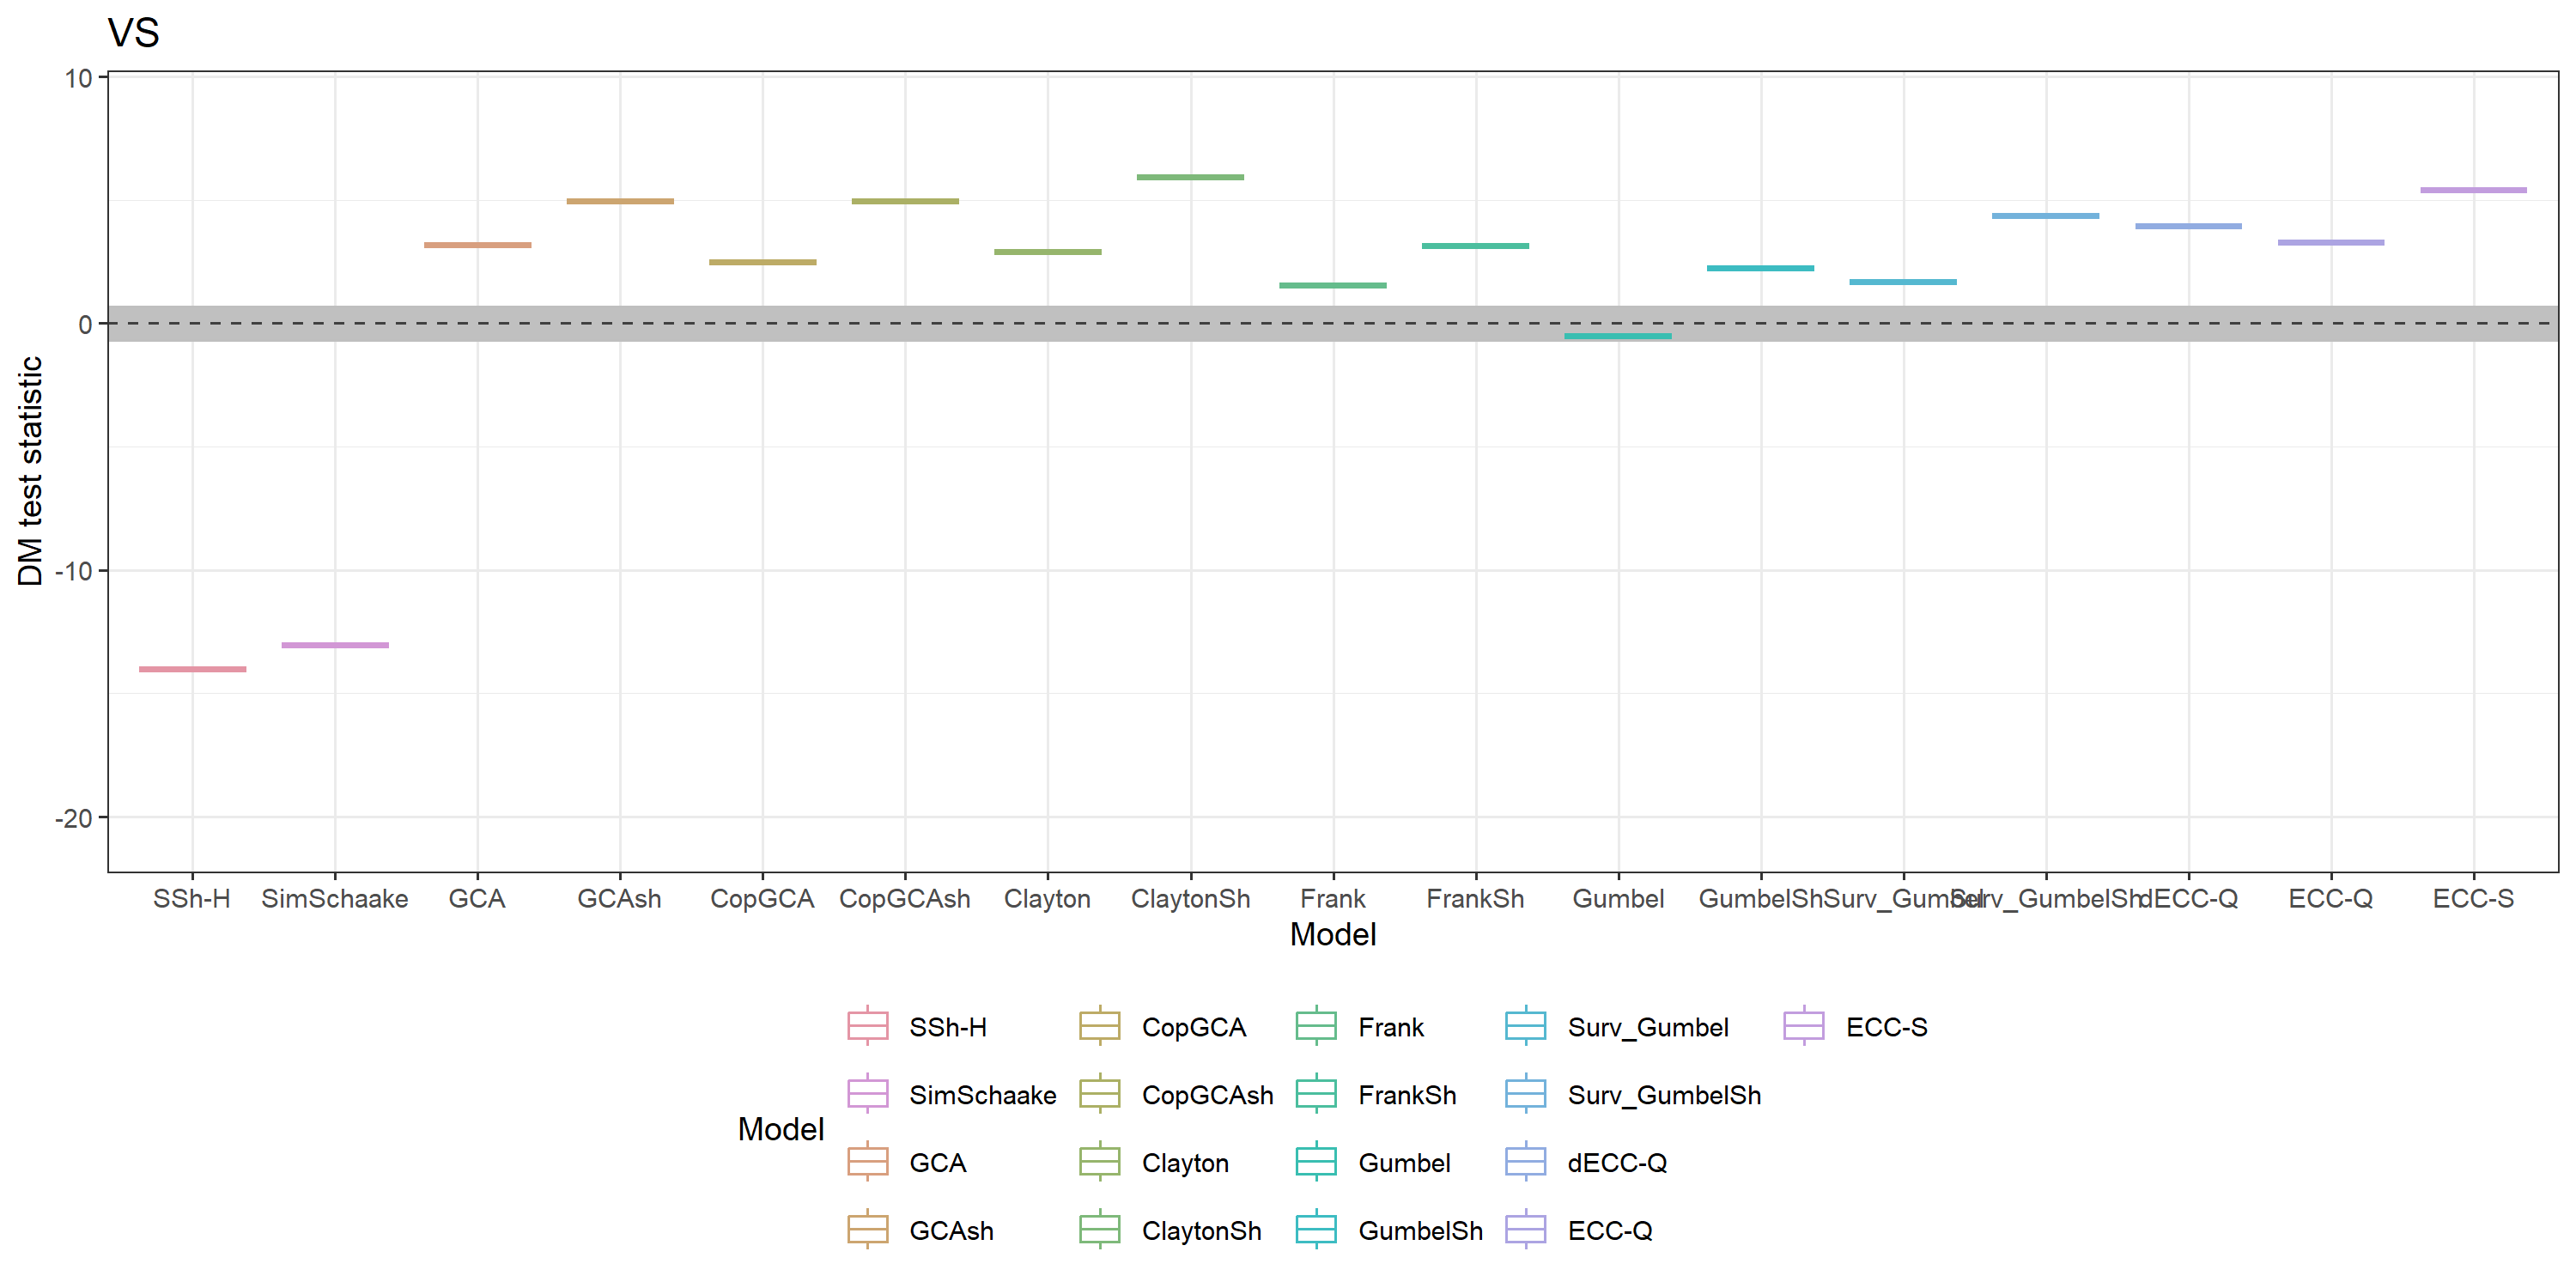 VS
10
0
-10
-20
DM test statistic
SSh-H SimSchaake GCA GCAsh CopGCA CopGCAsh Clayton ClaytonSh Frank FrankSh Gumbel GumbelSh Surv_Gumbel Surv_GumbelSh dECC-Q ECC-Q ECC-S
Model
Model
SSh-H CopGCA Frank Surv_Gumbel ECC-S
SimSchaake CopGCAsh FrankSh Surv_GumbelSh
GCA Clayton Gumbel dECC-Q
GCAsh ClaytonSh GumbelSh ECC-Q